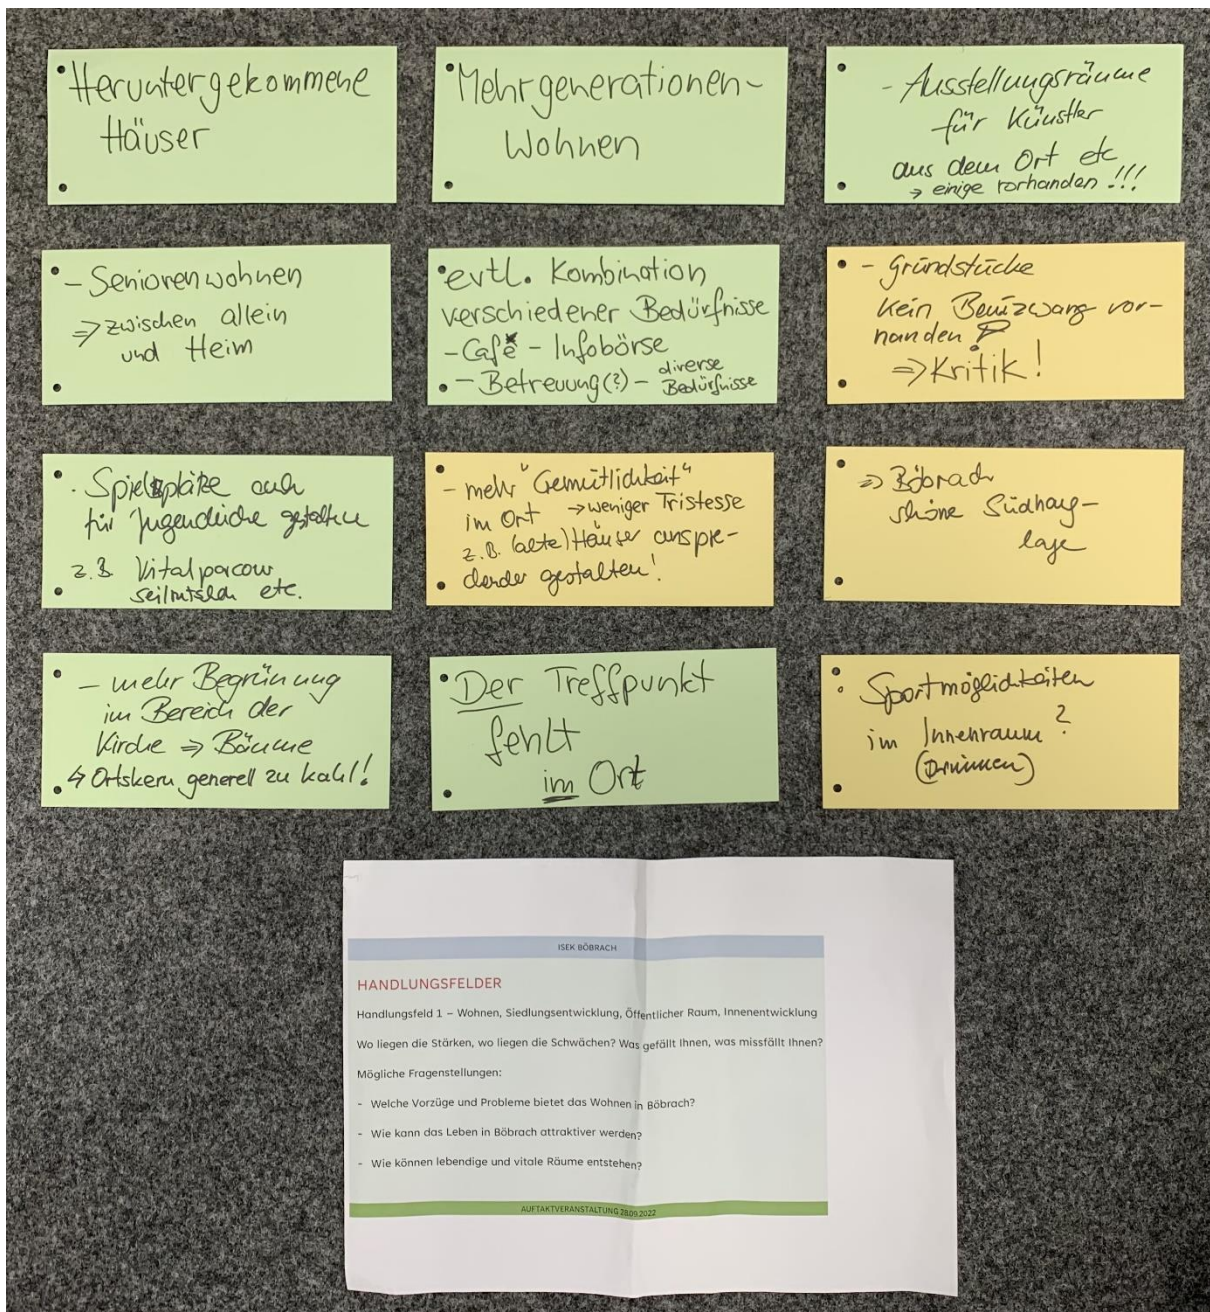 Heruntergekommene
Häuser
Mehrgenerationen-
Wohnen
- Ausstellungsräume
für Künstler
aus dem Ort etc
→ einige vorhanden!!!
- Seniorenwohnen
=> zwischen allein
und Heim
evtl. Kombination
verschiedener Bedürfnisse
- Café - Infobörse
- Betreuung(?) - diverse
Bedürfnisse
- Grundstücke
kein Bauzwang vor-
handen
=> Kritik!
- Spielplätze auch
für Jugendliche gestalten
z.B Vitalparcour
etc.
- mehr "Gemütlichkeit"
im Ort → weniger Tristesse
z.B. (alte) Häuser anspre-
chender gestalten!
=> Böbrach
schöne Südhang-
lage
- mehr Begrünung
im Bereich der
Kirche => Bäume
↳ Ortskern generell zu kahl!
Der Treffpunkt
fehlt
im Ort
Sportmöglichkeiten
im Innenraum?
(Drinnen)
ISEK BÖBRACH
HANDLUNGSFELDER
Handlungsfeld 1 – Wohnen, Siedlungsentwicklung, Öffentlicher Raum, Innenentwicklung
Wo liegen die Stärken, wo liegen die Schwächen? Was gefällt Ihnen, was missfällt Ihnen?
Mögliche Fragenstellungen:
- Welche Vorzüge und Probleme bietet das Wohnen in Böbrach?
- Wie kann das Leben in Böbrach attraktiver werden?
- Wie können lebendige und vitale Räume entstehen?
AUFTAKTVERANSTALTUNG 28.09.2022